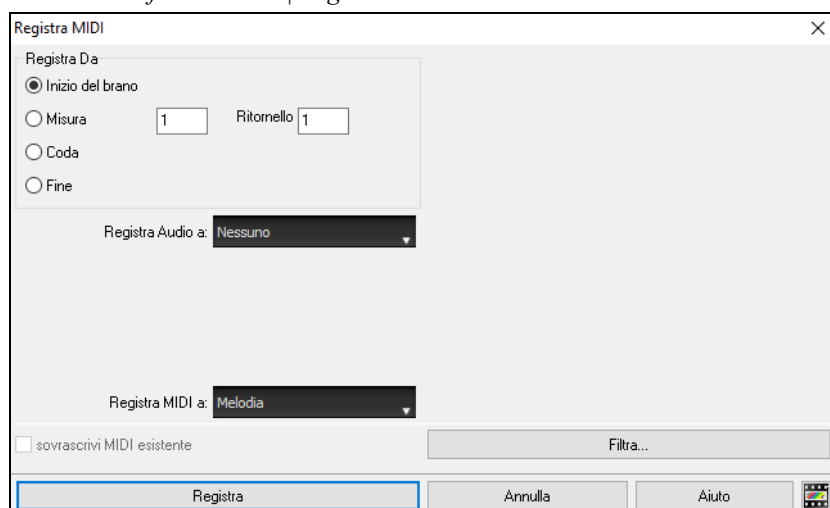 Registra MIDI
Registra Da
Inizio del brano
Misura 1 Ritornello 1
Coda
Fine
Registra Audio a: Nessuno
Registra MIDI a: Melodia
sovrascrivi MIDI esistente Filtra...
Registra Annulla Aiuto